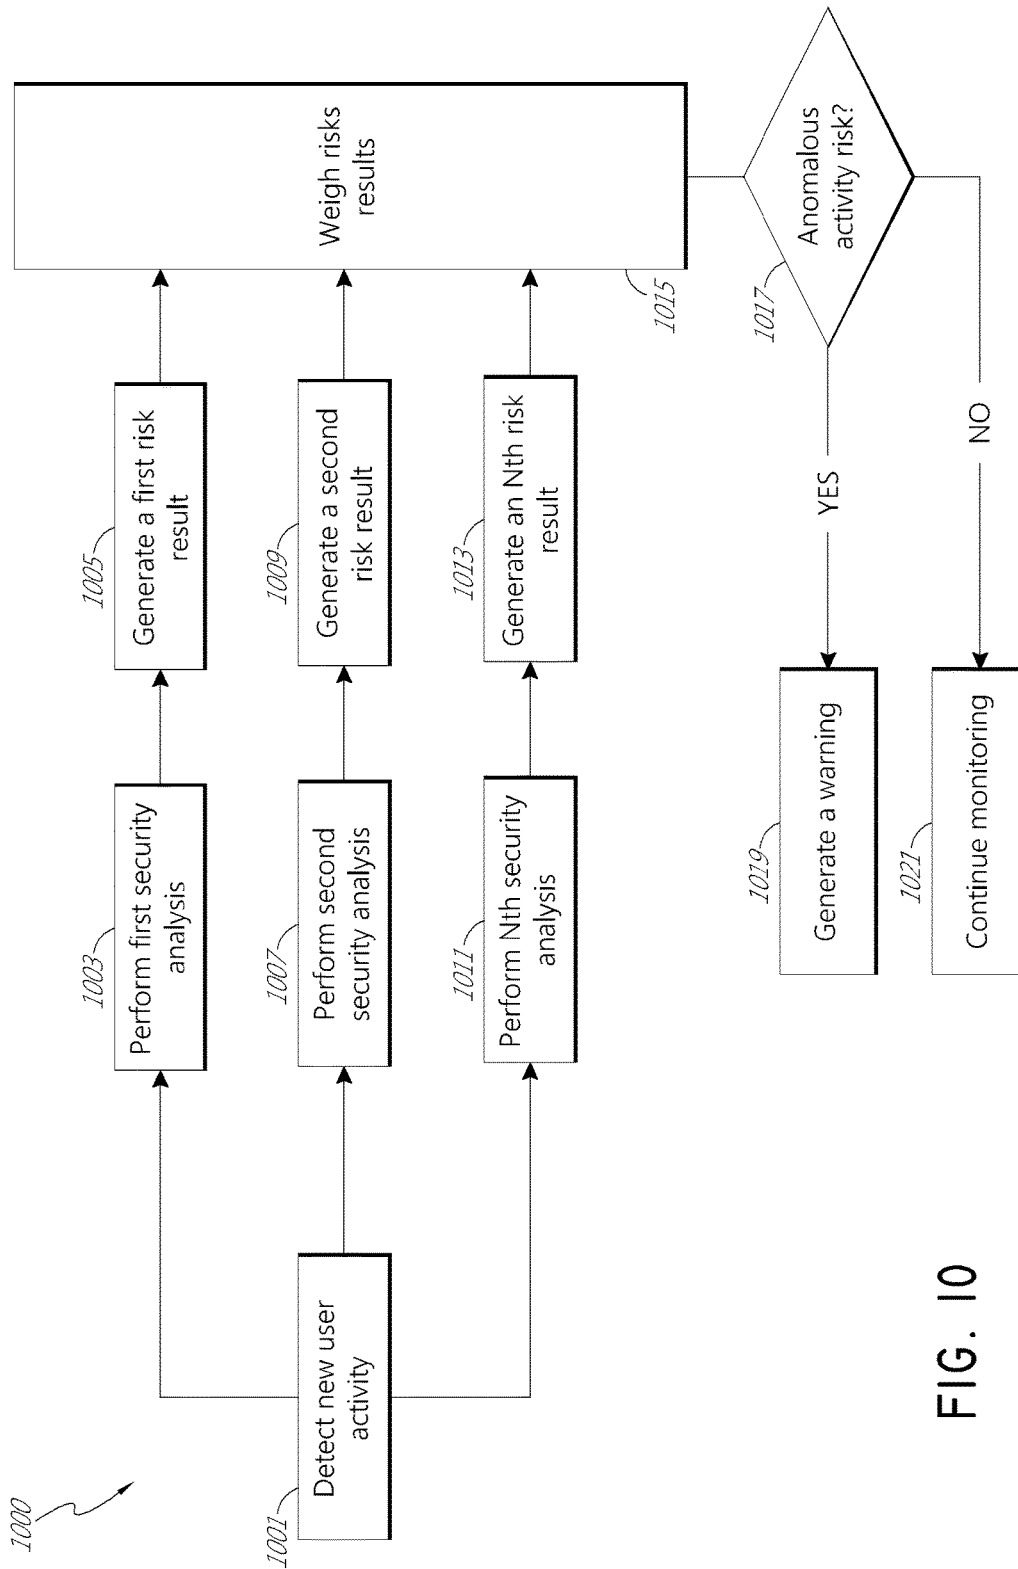 1000
1001
Detect new user
activity
1003
Perform first security
analysis
1005
Generate a first risk
result
1007
Perform second
security analysis
1009
Generate a second
risk result
1011
Perform Nth security
analysis
1013
Generate an Nth risk
result
Weigh risks
results
1015
Anomalous
activity risk?
1017
YES
NO
1019
Generate a warning
1021
Continue monitoring
FIG. 10